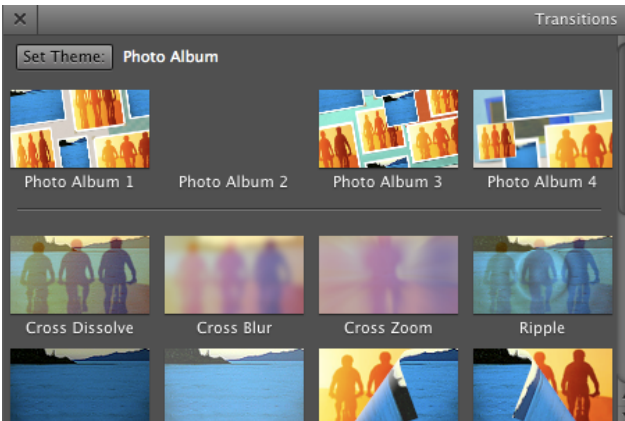 Transitions
Set Theme: Photo Album
Photo Album 1 Photo Album 2 Photo Album 3 Photo Album 4
Cross Dissolve Cross Blur Cross Zoom Ripple